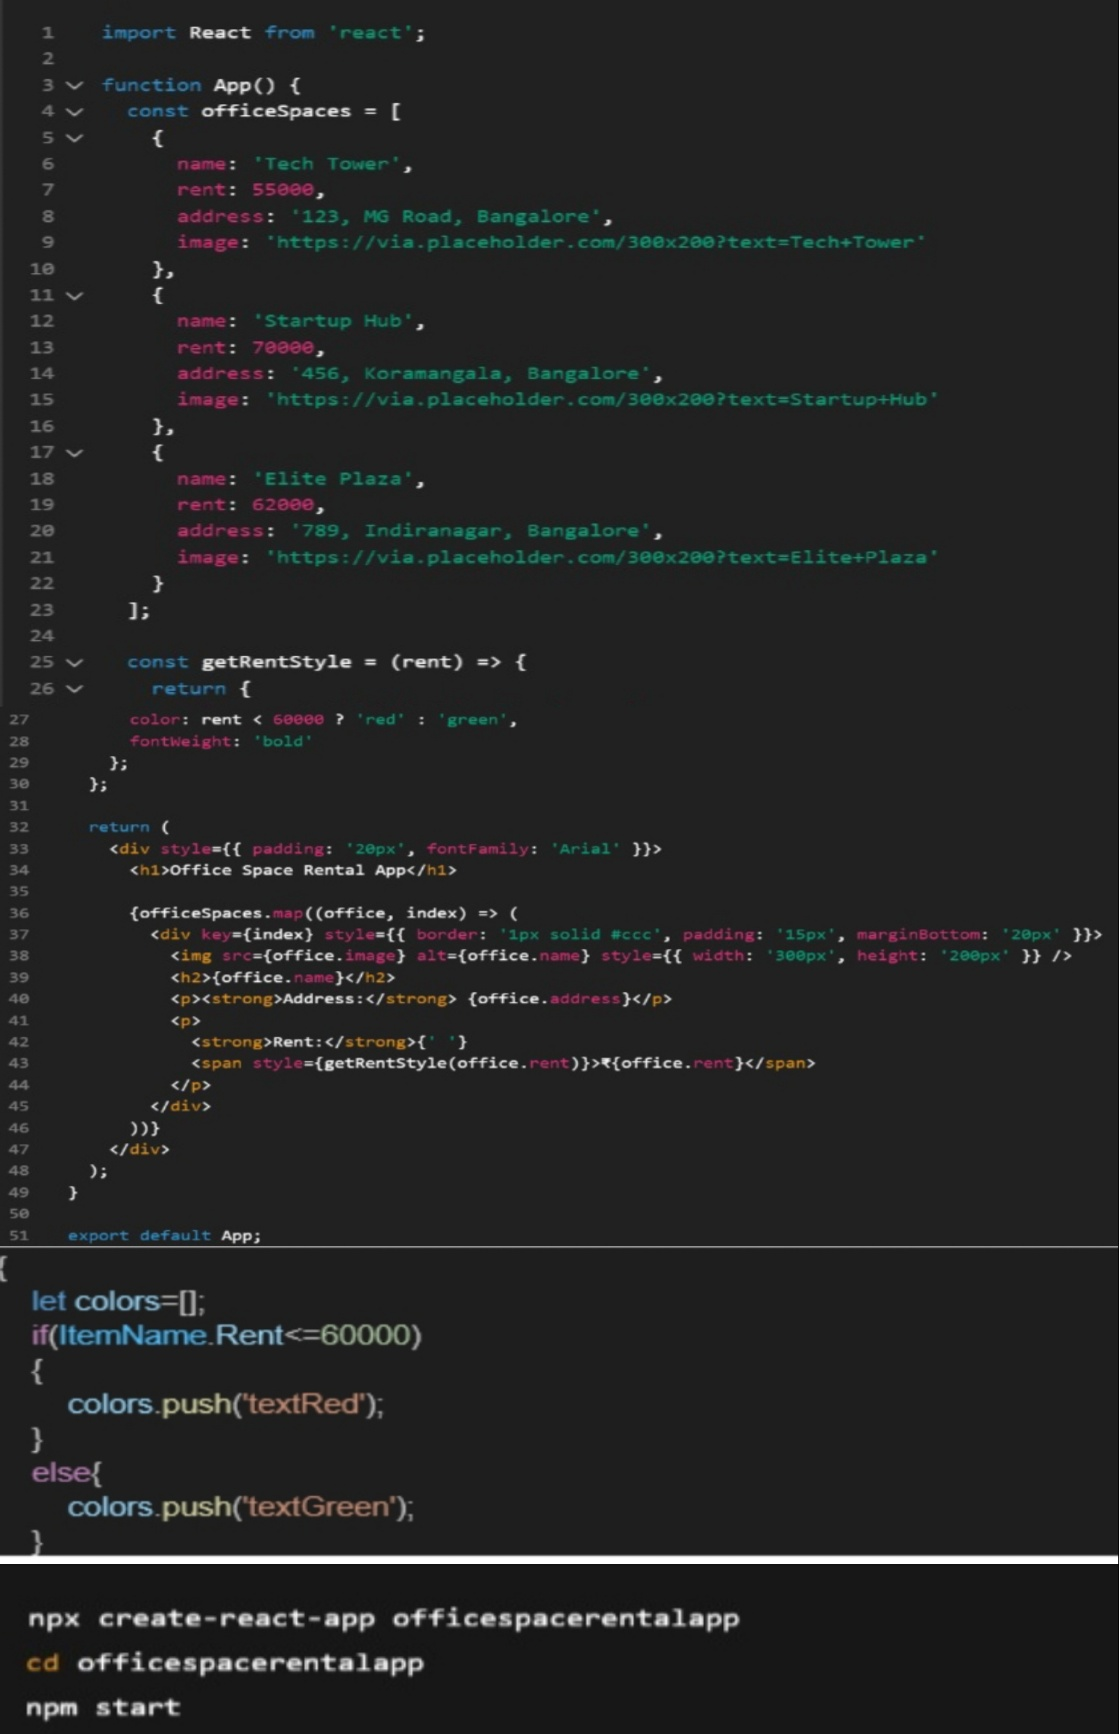 1 import React from 'react';
2
3 function App() {
4 const officeSpaces = [
5 {
6 name: 'Tech Tower',
7 rent: 55000,
8 address: '123, MG Road, Bangalore',
9 image: 'https://via.placeholder.com/300x200?text=Tech+Tower'
10 },
11 {
12 name: 'Startup Hub',
13 rent: 70000,
14 address: '456, Koramangala, Bangalore',
15 image: 'https://via.placeholder.com/300x200?text=Startup+Hub'
16 },
17 {
18 name: 'Elite Plaza',
19 rent: 62000,
20 address: '789, Indiranagar, Bangalore',
21 image: 'https://via.placeholder.com/300x200?text=Elite+Plaza'
22 }
23 ];
24
25 const getRentStyle = (rent) => {
26 return {
27 color: rent < 60000 ? 'red' : 'green',
28 fontWeight: 'bold'
29 };
30 };
31
32 return (
33 <div style={{ padding: '20px', fontFamily: 'Arial' }}>
34 <h1>Office Space Rental App</h1>
35
36 {officeSpaces.map((office, index) => (
37 <div key={index} style={{ border: '1px solid #ccc', padding: '15px', marginBottom: '20px' }}>
38 <img src={office.image} alt={office.name} style={{ width: '300px', height: '200px' }} />
39 <h2>{office.name}</h2>
40 <p><strong>Address:</strong> {office.address}</p>
41 <p>
42 <strong>Rent:</strong>{' '}
43 <span style={getRentStyle(office.rent)}>₹{office.rent}</span>
44 </p>
45 </div>
46 ))}
47 </div>
48 );
49 }
50
51 export default App;
{
let colors=[];
if(ItemName.Rent<=60000)
{
colors.push('textRed');
}
else{
colors.push('textGreen');
}
npx create-react-app officespacerentalapp
cd officespacerentalapp
npm start